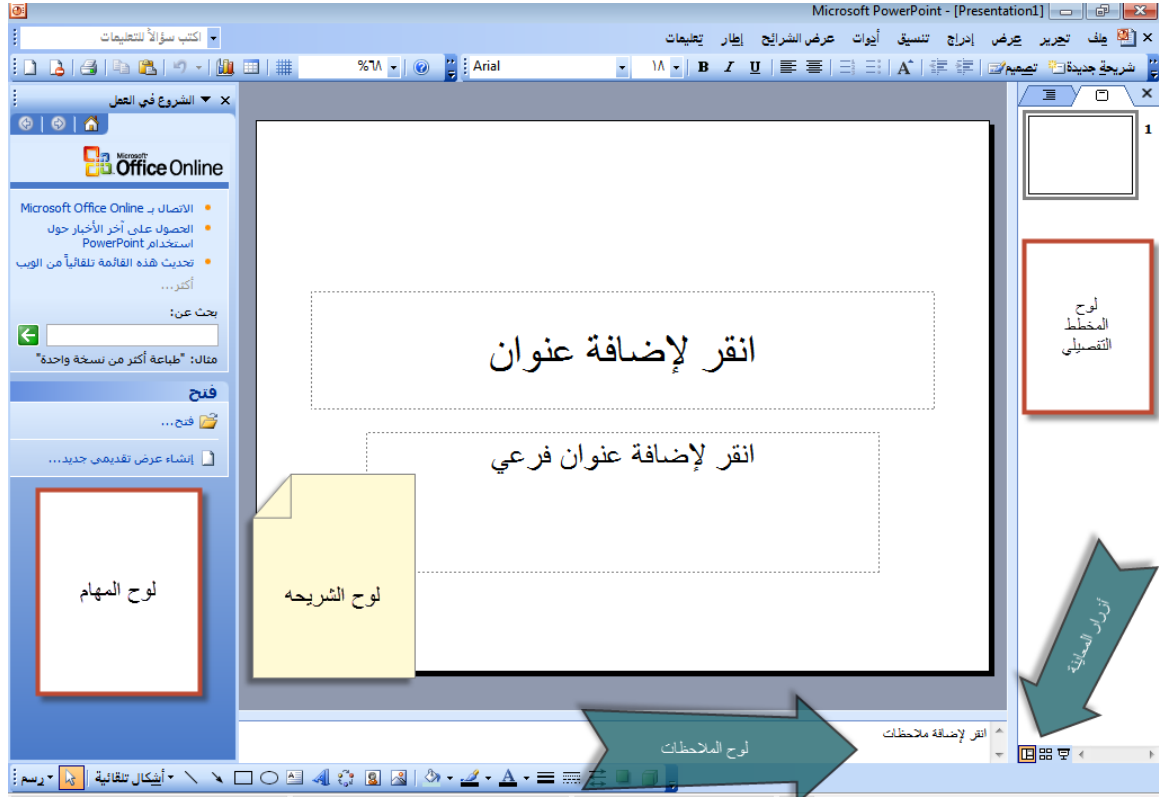 Microsoft PowerPoint - [Presentation1]
ملف تحرير عرض إدراج تنسيق أدوات عرض الشرائح إطار تعليمات
اكتب سؤالاً للتعليمات
شريحة جديدة تصميم
B I U
١٨
Arial
%٦٨
الشروع في العمل
Microsoft Office Online
الاتصال بـ Microsoft Office Online
الحصول على آخر الأخبار حول
استخدام PowerPoint
تحديث هذه القائمة تلقائياً من الويب
أكثر...
بحث عن:
مثال: "طباعة أكثر من نسخة واحدة"
فتح
فتح...
إنشاء عرض تقديمي جديد...
لوح المهام
1
لوح
المخطط
التفصيلي
انقر لإضافة عنوان
انقر لإضافة عنوان فرعي
لوح الشريحه
أزرار المعاينة
انقر لإضافة ملاحظات
لوح الملاحظات
رسم
أشكال تلقائية